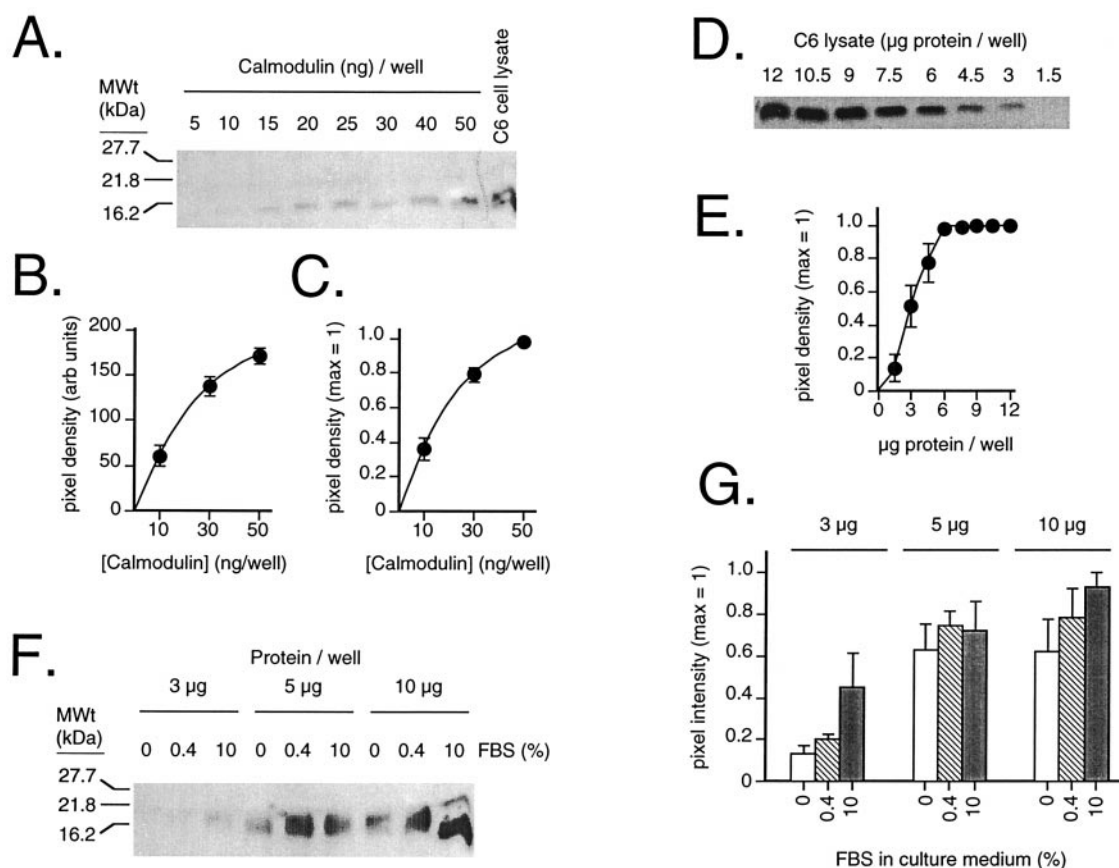 A.
Calmodulin (ng) / well
C6 cell lysate
MWt
(kDa)
5 10 15 20 25 30 40 50
27.7
21.8
16.2
B.
pixel density (arb units)
200
150
100
50
0
10 30 50
[Calmodulin] (ng/well)
C.
pixel density (max = 1)
1.0
0.8
0.6
0.4
0.2
0
10 30 50
[Calmodulin] (ng/well)
D.
C6 lysate (µg protein / well)
12 10.5 9 7.5 6 4.5 3 1.5
E.
pixel density (max = 1)
1.0
0.8
0.6
0.4
0.2
0
0 3 6 9 12
µg protein / well
F.
Protein / well
3 µg 5 µg 10 µg
MWt
(kDa)
0 0.4 10 0 0.4 10 0 0.4 10 FBS (%)
27.7
21.8
16.2
G.
3 µg 5 µg 10 µg
pixel intensity (max = 1)
1.0
0.8
0.6
0.4
0.2
0
0 0.4 10 0 0.4 10 0 0.4 10
FBS in culture medium (%)